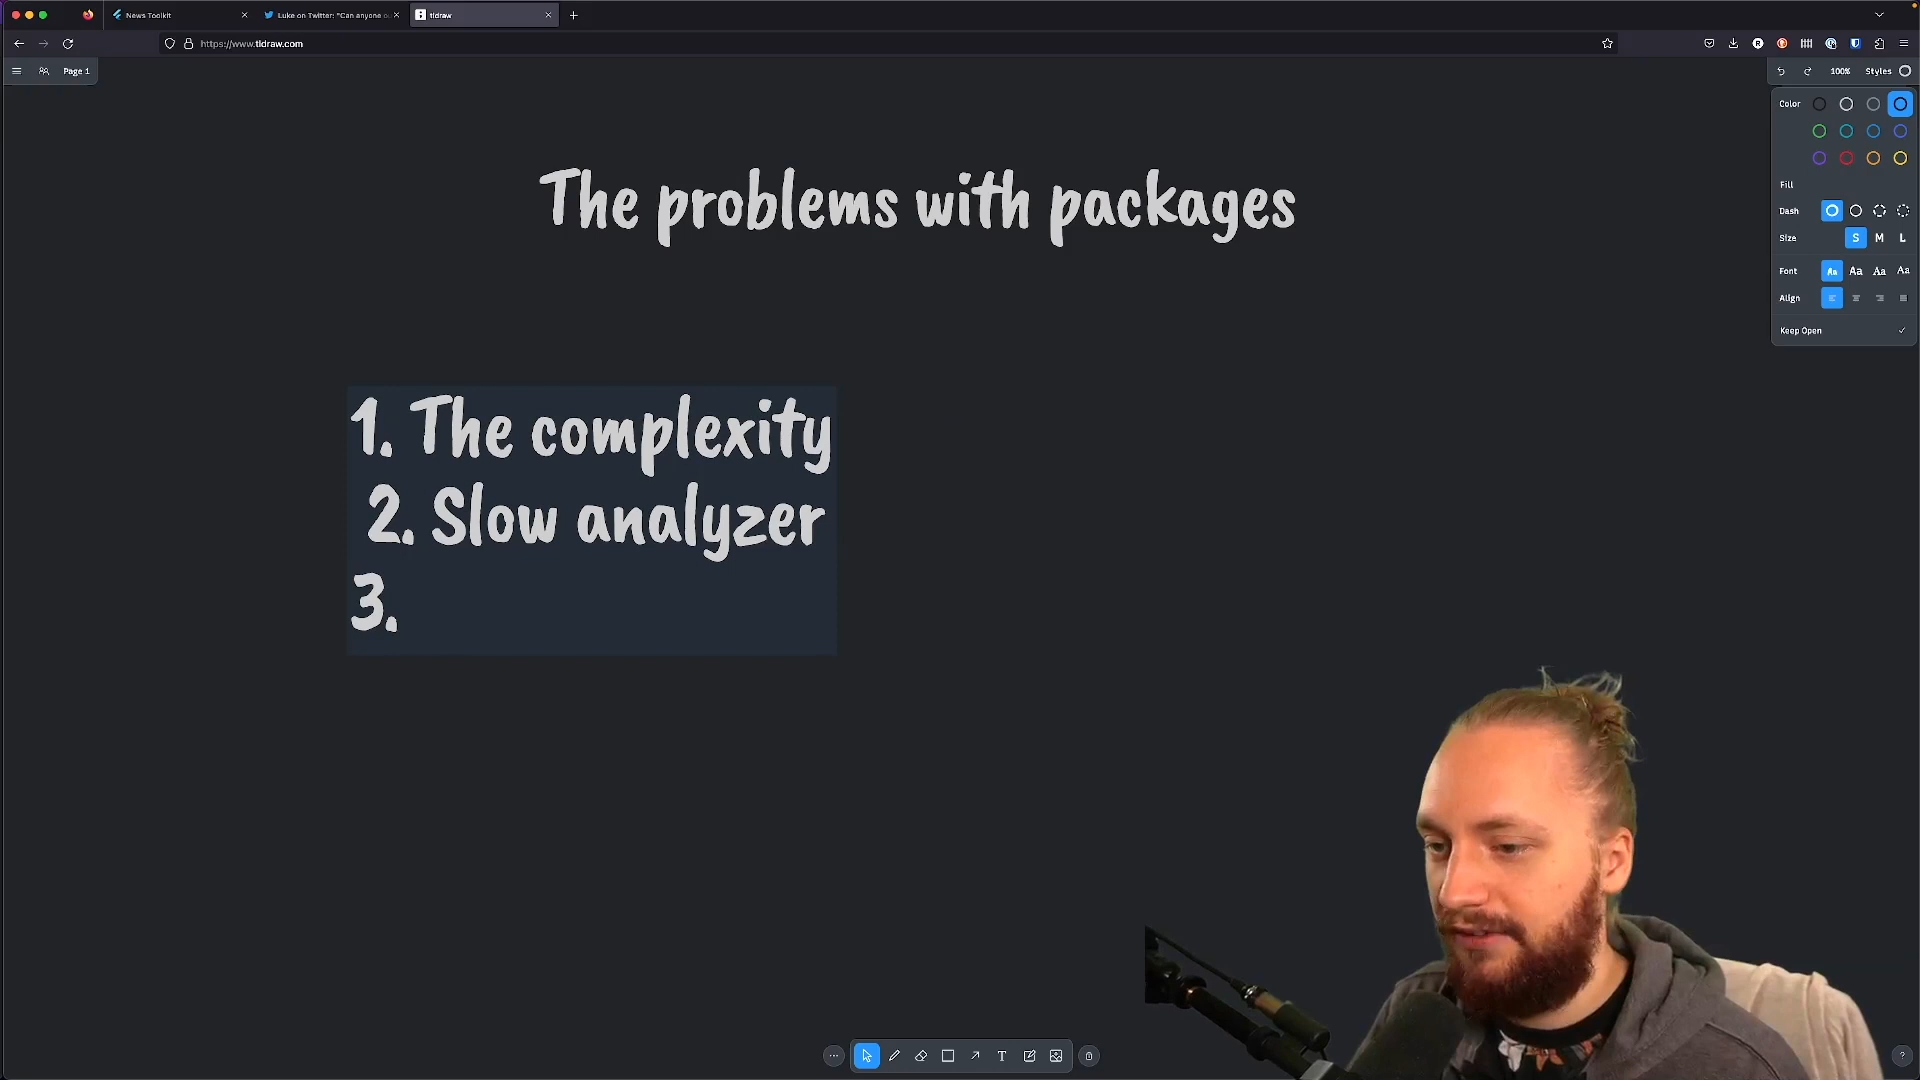 News Toolkit
Luke on Twitter: "Can anyone ou
tldraw
https://www.tldraw.com
Page 1
100%
Styles
The problems with packages
1. The complexity
2. Slow analyzer
3.
Color
Fill
Dash
Size
S M L
Font
Aa Aa Aa Aa
Align
Keep Open
T
?